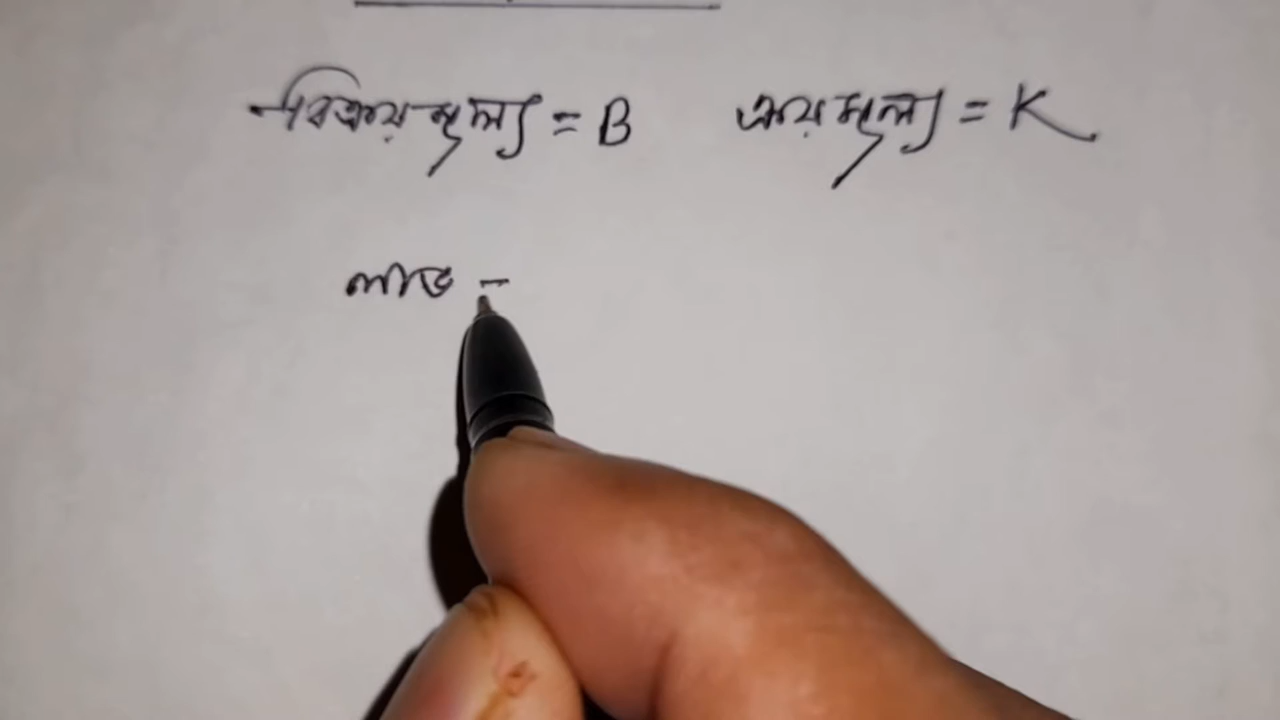 বিক্রয়মূল্য = B ক্রয়মূল্য = K
লাভ =